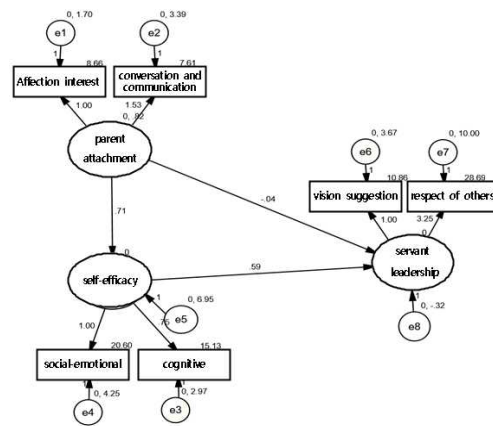 0, 1.70
e1
0, 3.39
e2
1
1
8.66
7.61
Affection interest
conversation and
communication
1.00
1.53
0, .82
parent
attachment
0, 3.67
e6
0, 10.00
e7
1
1
10.86
28.69
vision suggestion
respect of others
-.04
1.00
3.25
.71
0
servant
leadership
0
self-efficacy
.59
1
0, 6.95
e5
.75
1
0, -.32
e8
1.00
20.60
15.13
social-emotional
cognitive
1
1
0, 4.25
e4
0, 2.97
e3